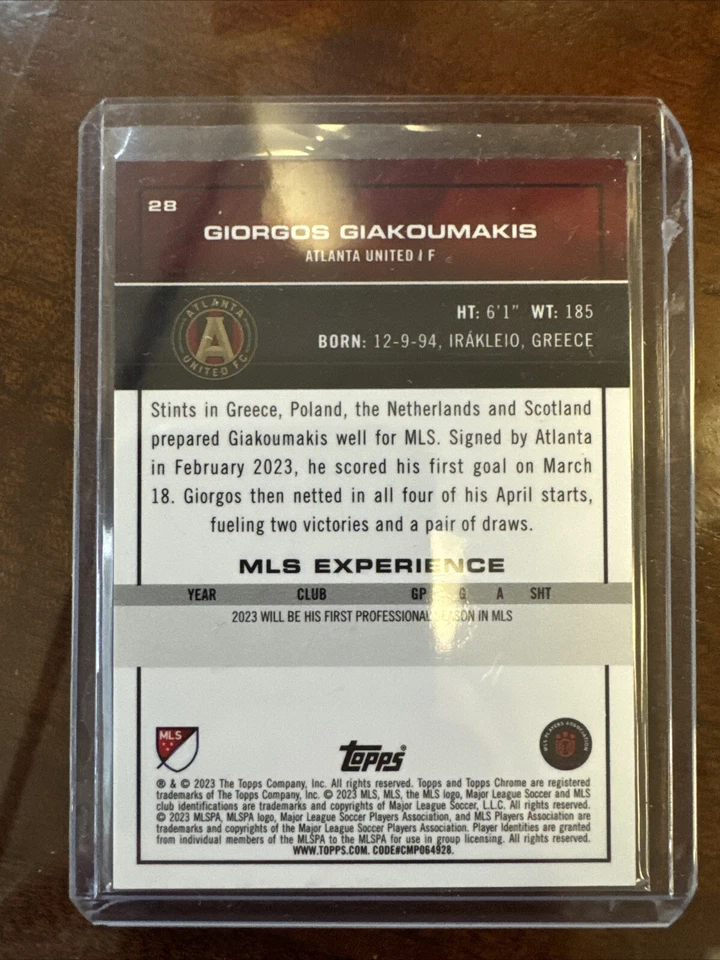 28
GIORGOS GIAKOUMAKIS
ATLANTA UNITED / F
ATLANTA
A
UNITED FC
HT: 6'1" WT: 185
BORN: 12-9-94, IRÁKLEIO, GREECE
Stints in Greece, Poland, the Netherlands and Scotland
prepared Giakoumakis well for MLS. Signed by Atlanta
in February 2023, he scored his first goal on March
18. Giorgos then netted in all four of his April starts,
fueling two victories and a pair of draws.
MLS EXPERIENCE
YEAR CLUB GP G A SHT
2023 WILL BE HIS FIRST PROFESSIONAL SEASON IN MLS
MLS
TOPPS
MLS PLAYERS ASSOCIATION
® & © 2023 The Topps Company, Inc. All rights reserved. Topps and Topps Chrome are registered
trademarks of The Topps Company, Inc. © 2023 MLS, MLS, the MLS logo, Major League Soccer and MLS
club identifications are trademarks and copyrights of Major League Soccer, L.L.C. All rights reserved.
© 2023 MLSPA, MLSPA logo, Major League Soccer Players Association, and MLS Players Association are
trademarks and copyrights of the Major League Soccer Players Association. Player Identities are granted
from individual members of the MLSPA to the MLSPA for use in group licensing. All rights reserved.
WWW.TOPPS.COM. CODE#CMP064928.